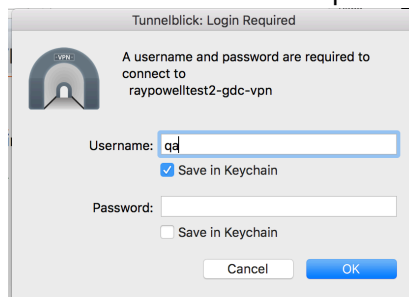 Tunnelblick: Login Required
VPN
A username and password are required to
connect to
raypowelltest2-gdc-vpn
Username: qa
Save in Keychain
Password:
Save in Keychain
Cancel OK